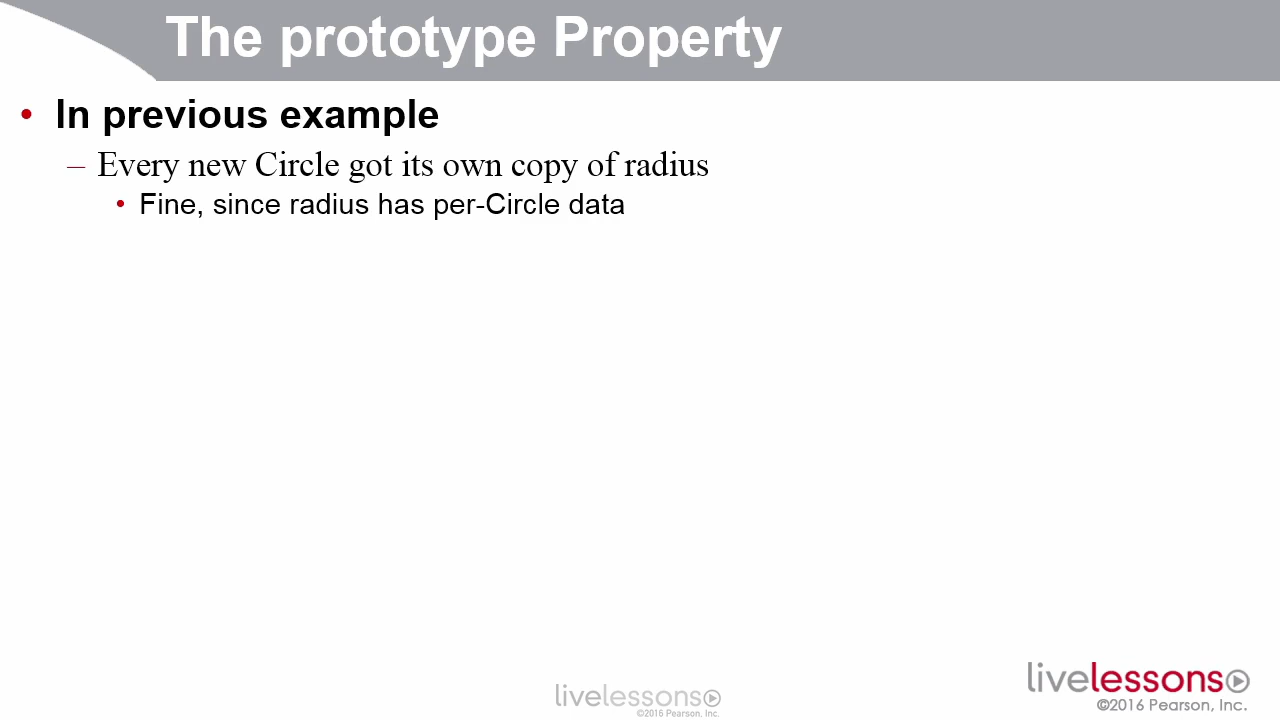 The prototype Property
• In previous example
– Every new Circle got its own copy of radius
• Fine, since radius has per-Circle data
livelessons
©2016 Pearson, Inc.
livelessons
©2016 Pearson, Inc.